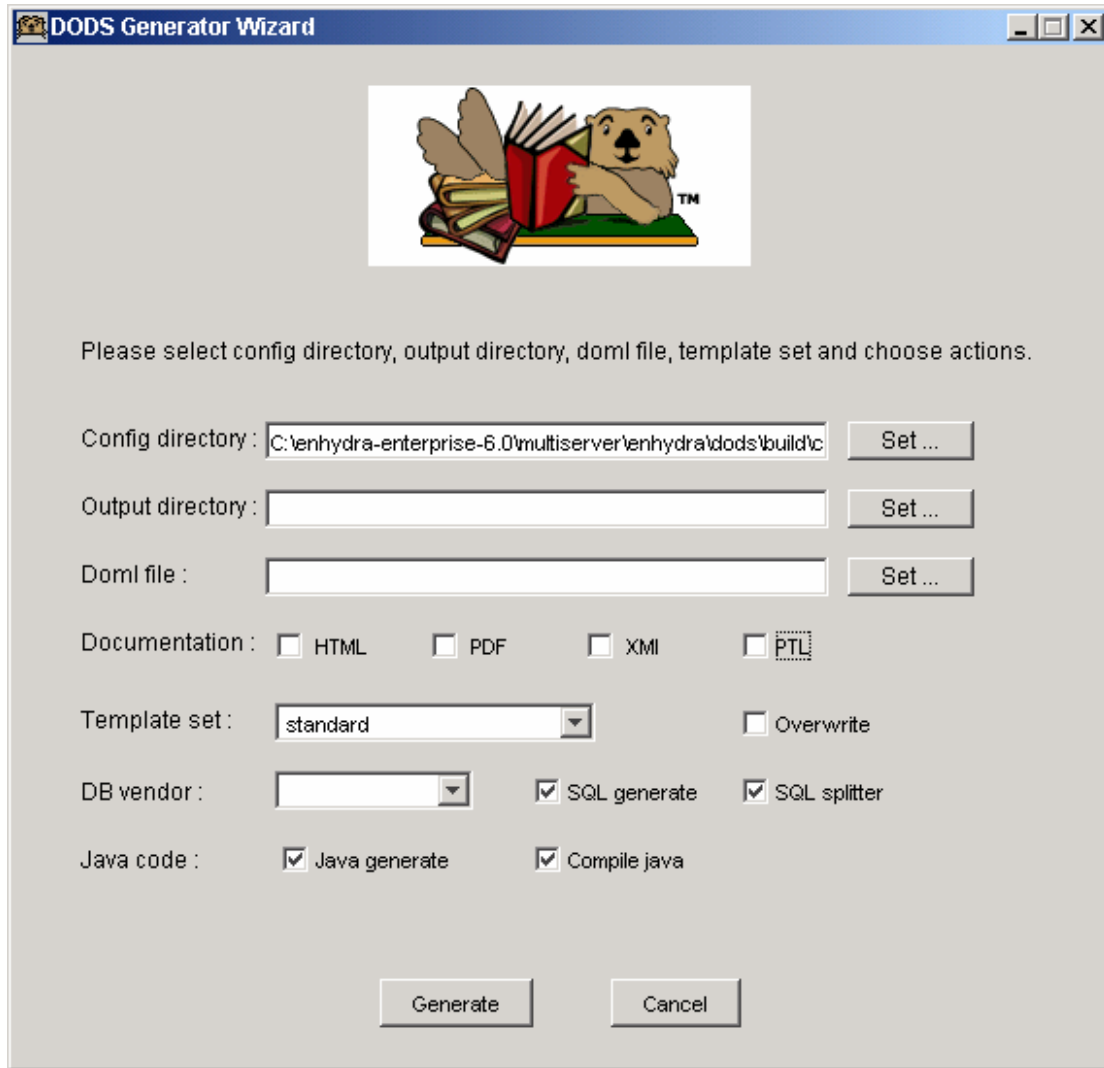 DODS Generator Wizard
TM
Please select config directory, output directory, doml file, template set and choose actions.
Config directory : C:\enhydra-enterprise-6.0\multiserver\enhydra\dods\build\c Set ...
Output directory : Set ...
Doml file : Set ...
Documentation : HTML PDF XMI PTL
Template set : standard Overwrite
DB vendor : SQL generate SQL splitter
Java code : Java generate Compile java
Generate Cancel